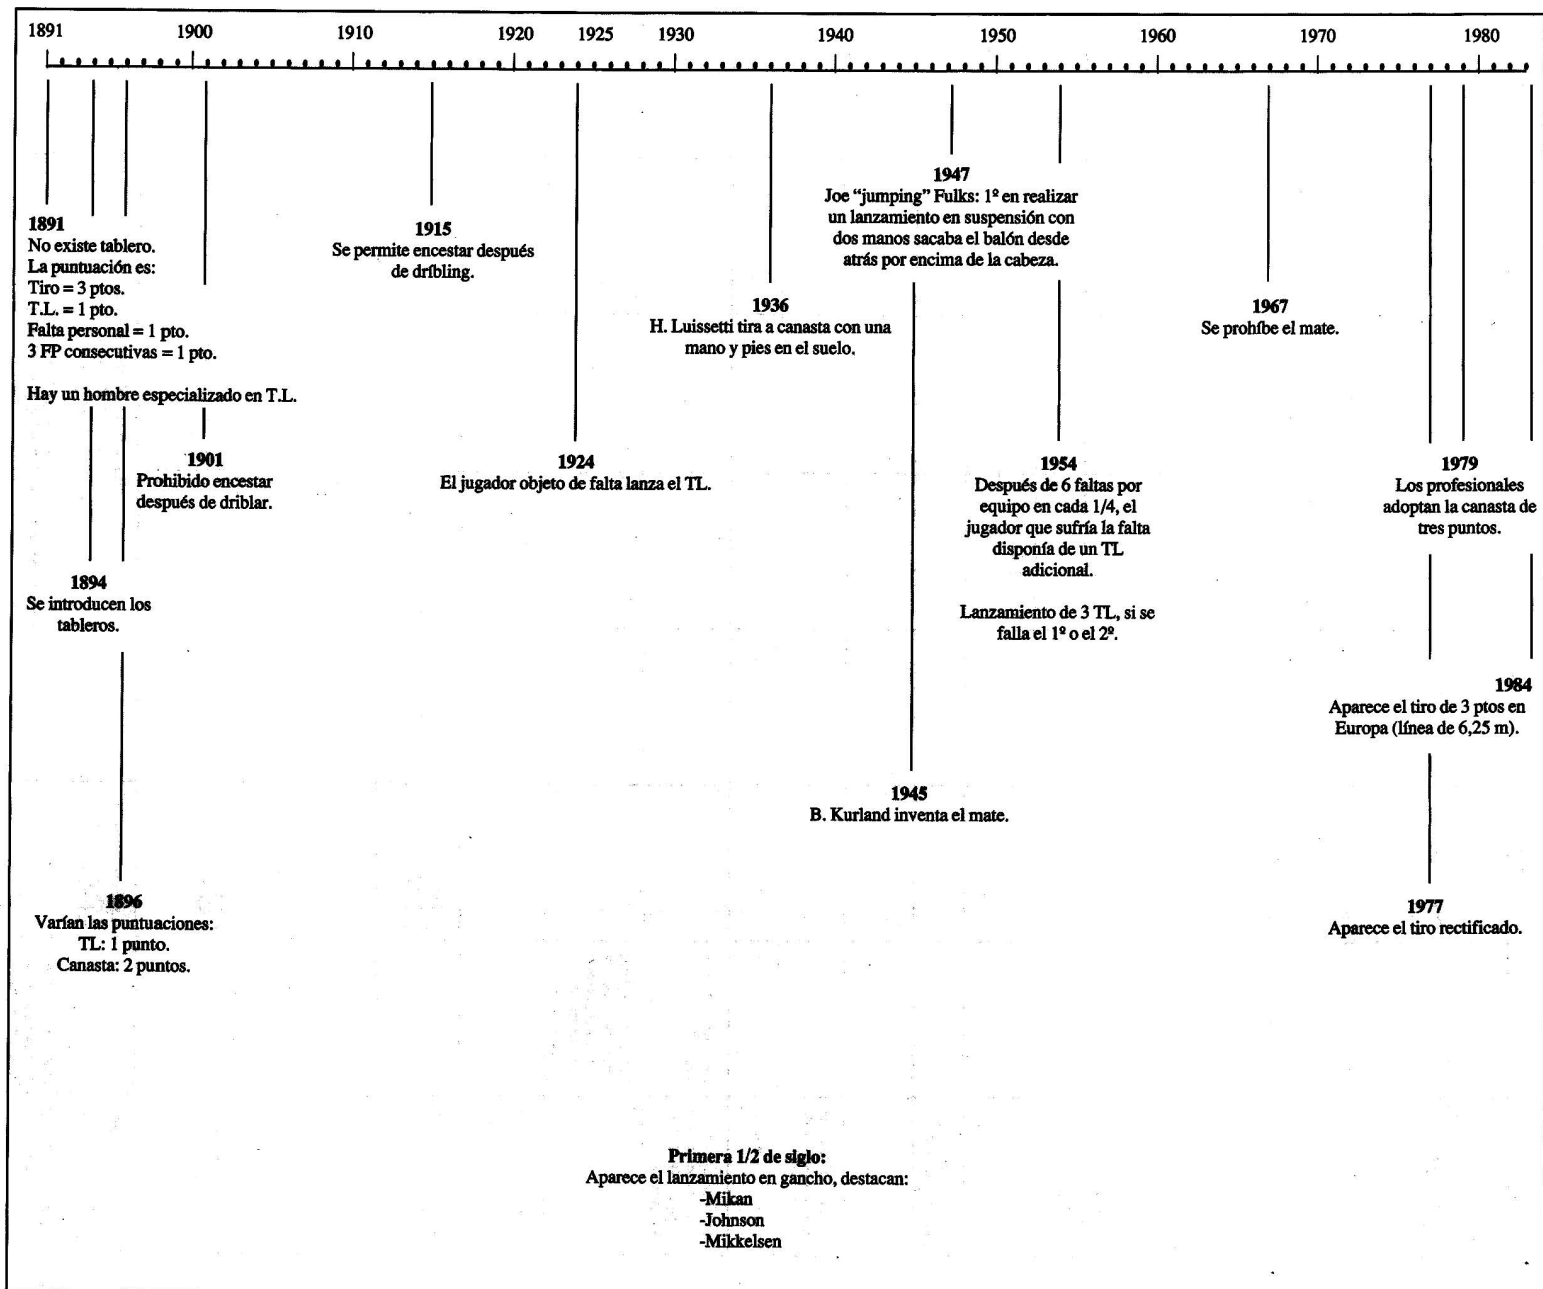 1891 1900 1910 1920 1925 1930 1940 1950 1960 1970 1980
1891
No existe tablero.
La puntuación es:
Tiro = 3 ptos.
T.L. = 1 pto.
Falta personal = 1 pto.
3 FP consecutivas = 1 pto.
Hay un hombre especializado en T.L.
1894
Se introducen los
tableros.
1896
Varían las puntuaciones:
TL: 1 punto.
Canasta: 2 puntos.
1901
Prohibido encestar
después de driblar.
1915
Se permite encestar después
de dríbling.
1924
El jugador objeto de falta lanza el TL.
1936
H. Luissetti tira a canasta con una
mano y pies en el suelo.
1947
Joe "jumping" Fulks: 1º en realizar
un lanzamiento en suspensión con
dos manos sacaba el balón desde
atrás por encima de la cabeza.
1945
B. Kurland inventa el mate.
1954
Después de 6 faltas por
equipo en cada 1/4, el
jugador que sufría la falta
disponía de un TL
adicional.
Lanzamiento de 3 TL, si se
falla el 1º o el 2º.
1967
Se prohíbe el mate.
1979
Los profesionales
adoptan la canasta de
tres puntos.
1984
Aparece el tiro de 3 ptos en
Europa (línea de 6,25 m).
1977
Aparece el tiro rectificado.
Primera 1/2 de siglo:
Aparece el lanzamiento en gancho, destacan:
-Mikan
-Johnson
-Mikkelsen